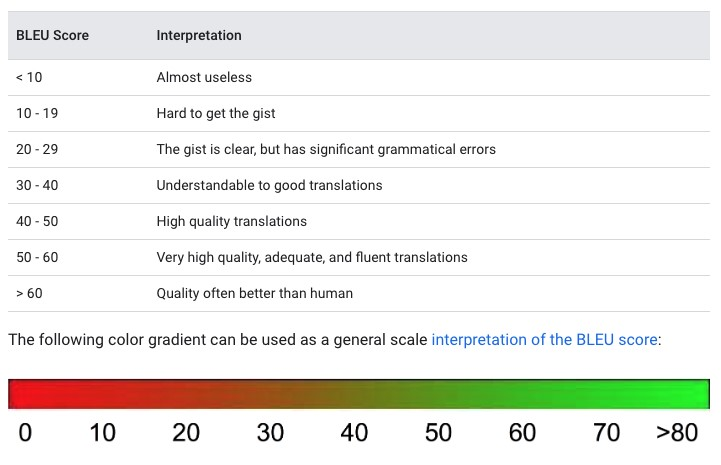 BLEU Score Interpretation
< 10 Almost useless
10 - 19 Hard to get the gist
20 - 29 The gist is clear, but has significant grammatical errors
30 - 40 Understandable to good translations
40 - 50 High quality translations
50 - 60 Very high quality, adequate, and fluent translations
> 60 Quality often better than human
The following color gradient can be used as a general scale interpretation of the BLEU score:
0 10 20 30 40 50 60 70 >80